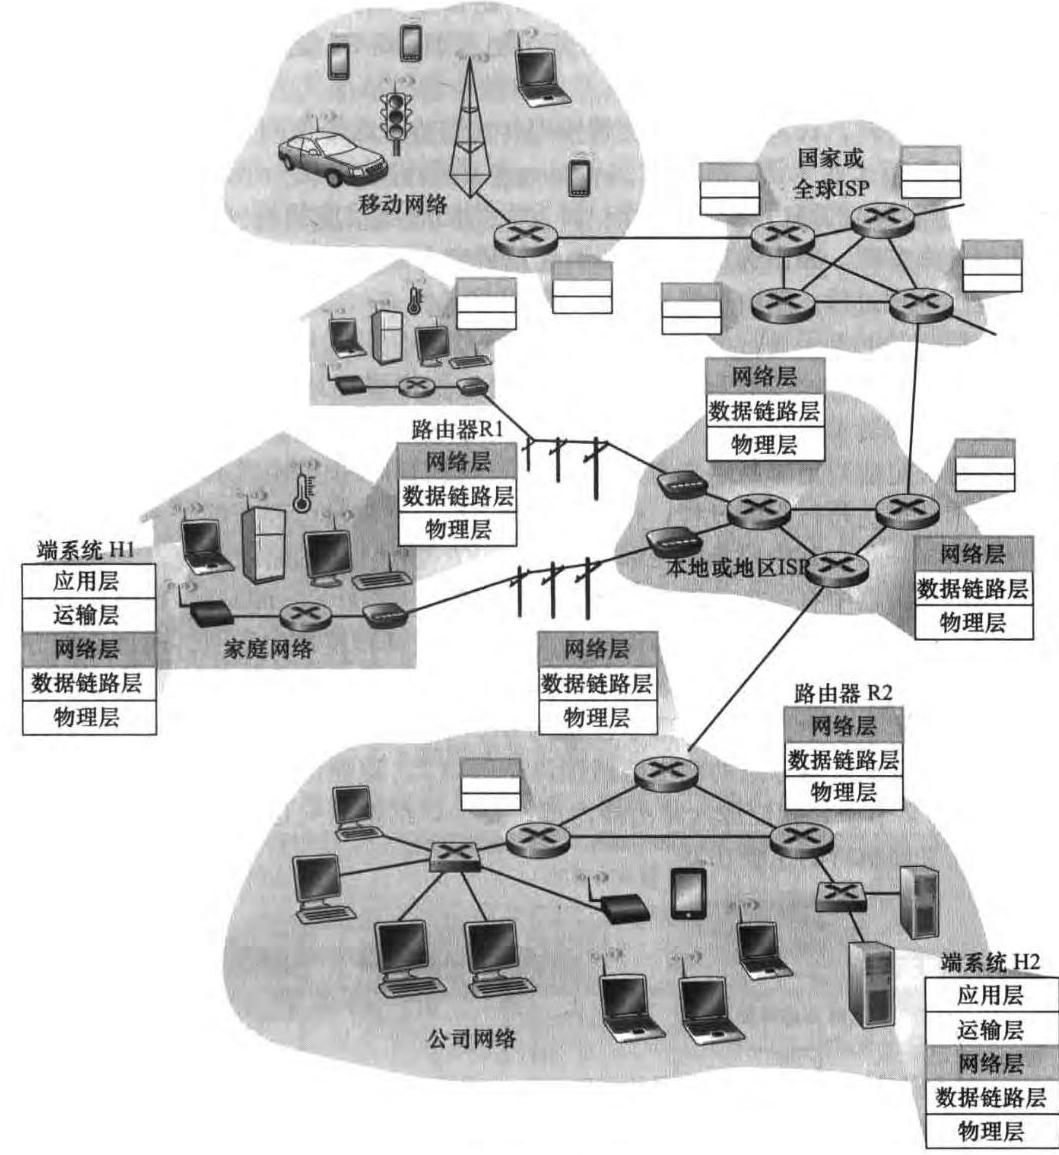 国家或
全球ISP
移动网络
网络层
数据链路层
物理层
路由器R1
网络层
数据链路层
物理层
端系统 H1
应用层
运输层
网络层
数据链路层
物理层
家庭网络
本地或地区ISP
网络层
数据链路层
物理层
网络层
数据链路层
物理层
路由器 R2
网络层
数据链路层
物理层
公司网络
端系统 H2
应用层
运输层
网络层
数据链路层
物理层